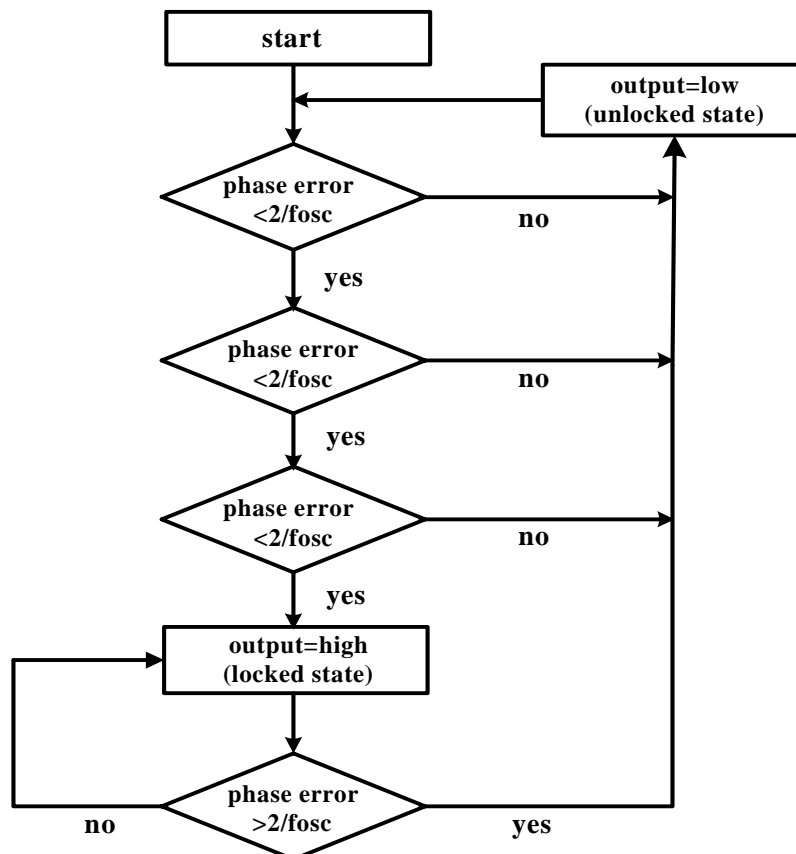 start
output=low
(unlocked state)
phase error
<2/fosc
no
yes
phase error
<2/fosc
no
yes
phase error
<2/fosc
no
yes
output=high
(locked state)
phase error
>2/fosc
no
yes